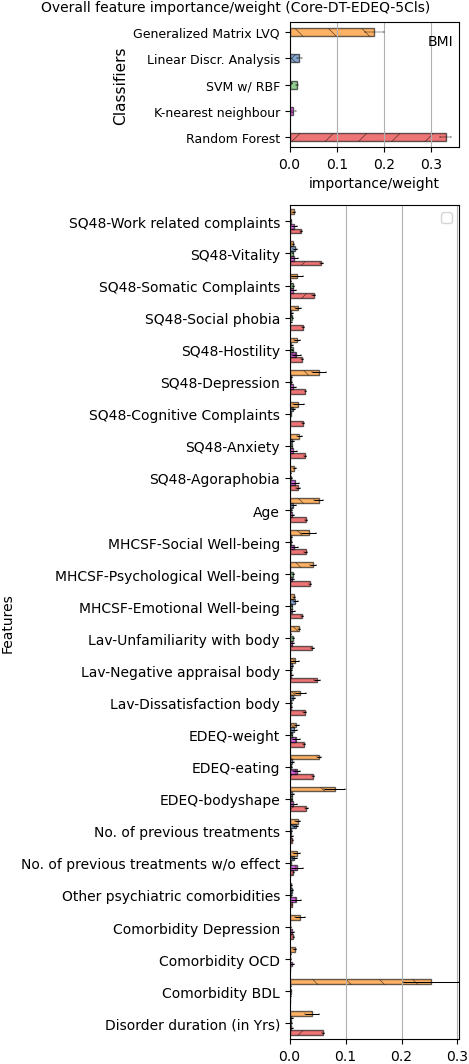 Overall feature importance/weight (Core-DT-EDEQ-5Cls)
Classifiers
Generalized Matrix LVQ
Linear Discr. Analysis
SVM w/ RBF
K-nearest neighbour
Random Forest
BMI
0.0 0.1 0.2 0.3
importance/weight
Features
SQ48-Work related complaints
SQ48-Vitality
SQ48-Somatic Complaints
SQ48-Social phobia
SQ48-Hostility
SQ48-Depression
SQ48-Cognitive Complaints
SQ48-Anxiety
SQ48-Agoraphobia
Age
MHCSF-Social Well-being
MHCSF-Psychological Well-being
MHCSF-Emotional Well-being
Lav-Unfamiliarity with body
Lav-Negative appraisal body
Lav-Dissatisfaction body
EDEQ-weight
EDEQ-eating
EDEQ-bodyshape
No. of previous treatments
No. of previous treatments w/o effect
Other psychiatric comorbidities
Comorbidity Depression
Comorbidity OCD
Comorbidity BDL
Disorder duration (in Yrs)
0.0 0.1 0.2 0.3